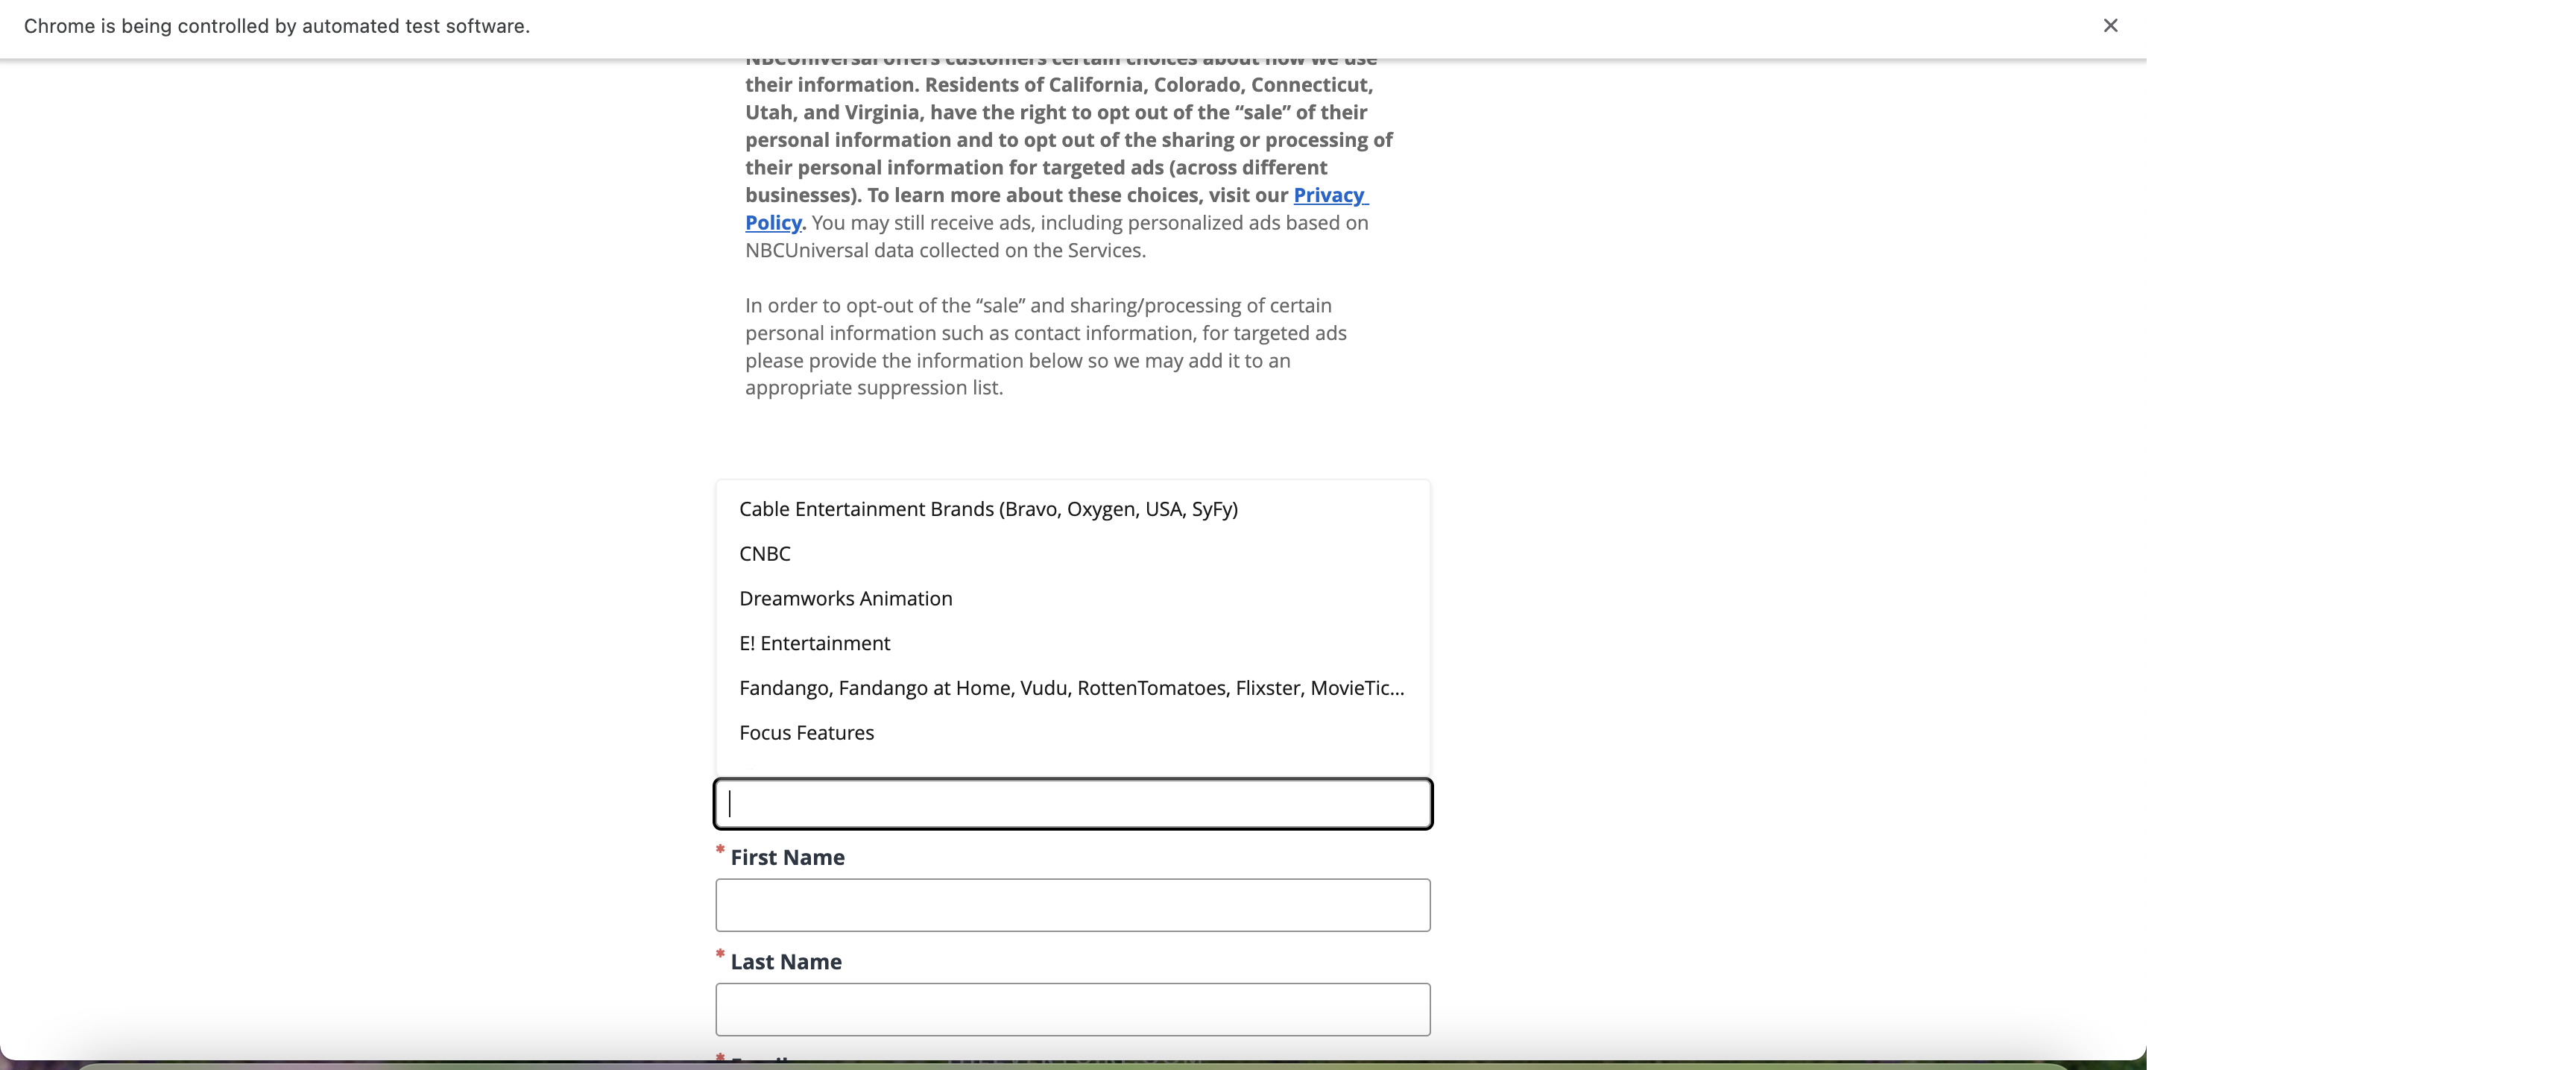 Chrome is being controlled by automated test software.
NBCUniversal offers customers certain choices about how we use
their information. Residents of California, Colorado, Connecticut,
Utah, and Virginia, have the right to opt out of the “sale” of their
personal information and to opt out of the sharing or processing of
their personal information for targeted ads (across different
businesses). To learn more about these choices, visit our Privacy
Policy. You may still receive ads, including personalized ads based on
NBCUniversal data collected on the Services.
In order to opt-out of the “sale” and sharing/processing of certain
personal information such as contact information, for targeted ads
please provide the information below so we may add it to an
appropriate suppression list.
Cable Entertainment Brands (Bravo, Oxygen, USA, SyFy)
CNBC
Dreamworks Animation
E! Entertainment
Fandango, Fandango at Home, Vudu, RottenTomatoes, Flixster, MovieTic...
Focus Features
* First Name
* Last Name